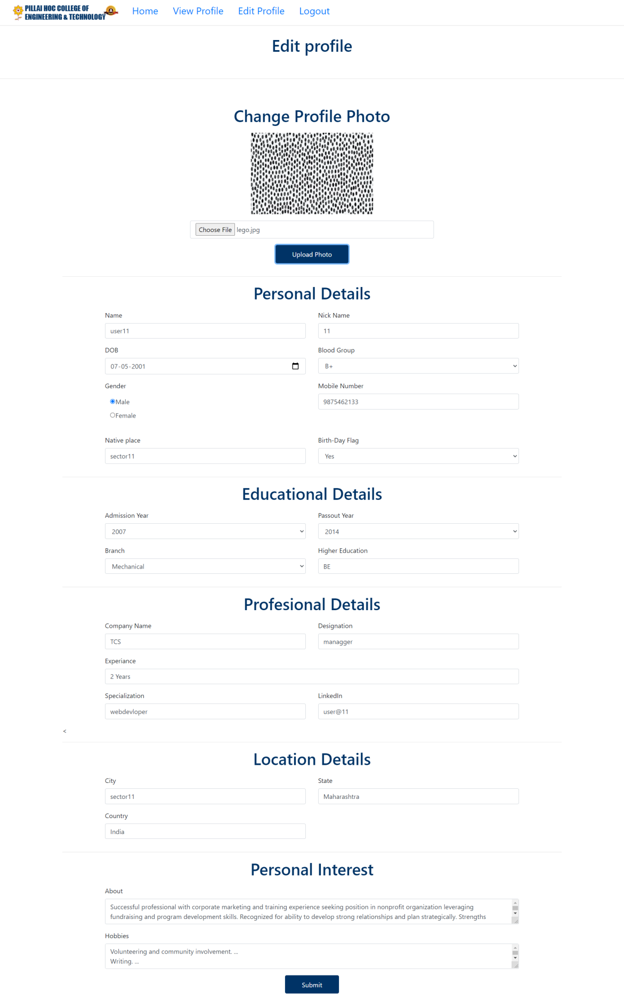 PILLAI HOC COLLEGE OF
ENGINEERING & TECHNOLOGY
Home View Profile Edit Profile Logout
Edit profile
Change Profile Photo
Choose File lego.jpg
Upload Photo
Personal Details
Name Nick Name
user11 11
DOB Blood Group
07-05-2001 B+
Gender Mobile Number
Male 9875462133
Female
Native place Birth-Day Flag
sector11 Yes
Educational Details
Admission Year Passout Year
2007 2014
Branch Higher Education
Mechanical BE
Profesional Details
Company Name Designation
TCS managger
Experiance
2 Years
Specialization LinkedIn
webdevloper user@11
<
Location Details
City State
sector11 Maharashtra
Country
India
Personal Interest
About
Successful professional with corporate marketing and training experience seeking position in nonprofit organization leveraging
fundraising and program development skills. Recognized for ability to develop strong relationships and plan strategically. Strengths
Hobbies
Volunteering and community involvement. ...
Writing. ...
Submit